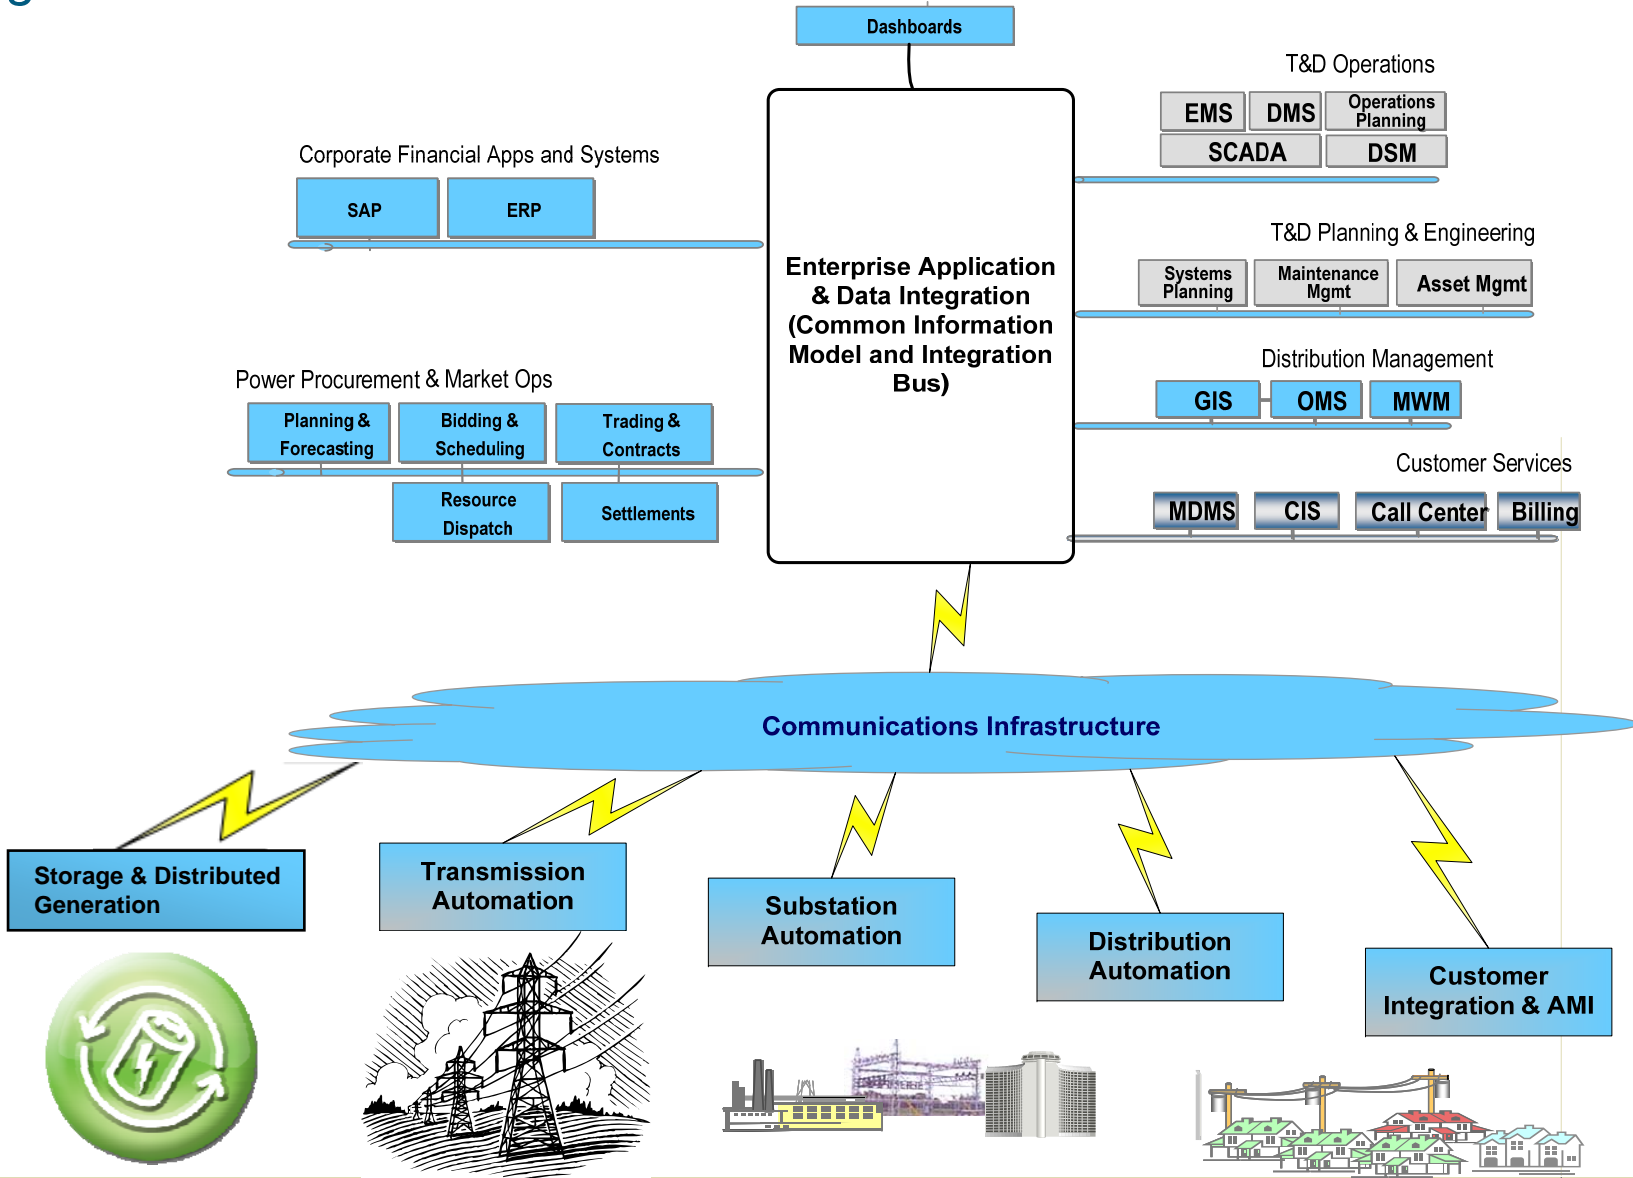 Dashboards
T&D Operations
EMS DMS Operations
Planning
SCADA DSM
Corporate Financial Apps and Systems
SAP ERP
T&D Planning & Engineering
Systems
Planning
Maintenance
Mgmt
Asset Mgmt
Enterprise Application
& Data Integration
(Common Information
Model and Integration
Bus)
Distribution Management
GIS OMS MWM
Power Procurement & Market Ops
Planning &
Forecasting
Bidding &
Scheduling
Trading &
Contracts
Resource
Dispatch
Settlements
Customer Services
MDMS CIS Call Center Billing
Communications Infrastructure
Storage & Distributed
Generation
Transmission
Automation
Substation
Automation
Distribution
Automation
Customer
Integration & AMI